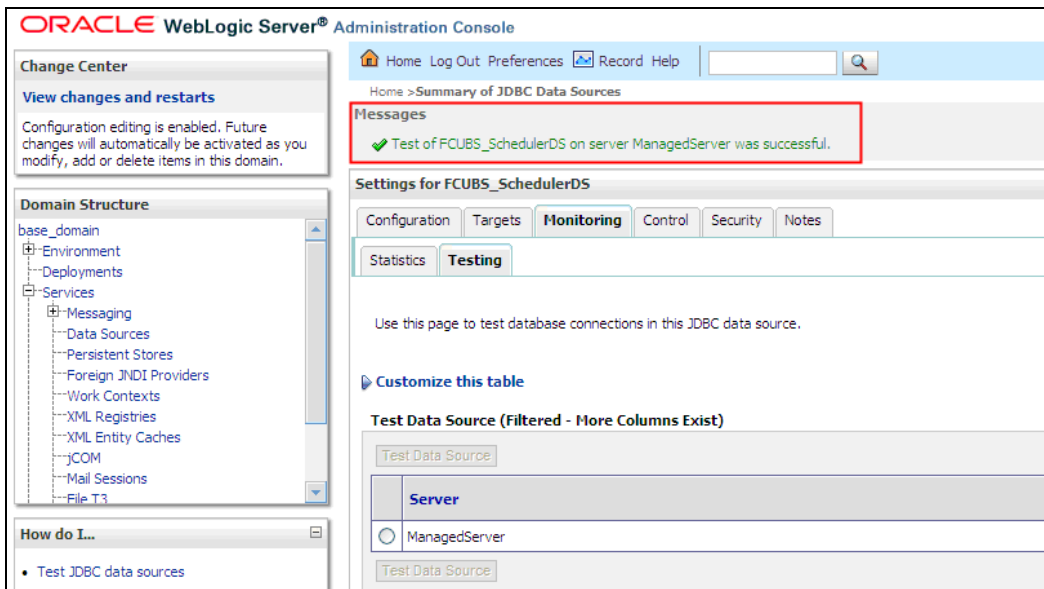 ORACLE WebLogic Server® Administration Console
Change Center
View changes and restarts
Configuration editing is enabled. Future
changes will automatically be activated as you
modify, add or delete items in this domain.
Domain Structure
base_domain
Environment
Deployments
Services
Messaging
Data Sources
Persistent Stores
Foreign JNDI Providers
Work Contexts
XML Registries
XML Entity Caches
jCOM
Mail Sessions
File T3
How do I...
Test JDBC data sources
Home Log Out Preferences Record Help
Home >Summary of JDBC Data Sources
Messages
Test of FCUBS_SchedulerDS on server ManagedServer was successful.
Settings for FCUBS_SchedulerDS
Configuration Targets Monitoring Control Security Notes
Statistics Testing
Use this page to test database connections in this JDBC data source.
Customize this table
Test Data Source (Filtered - More Columns Exist)
Test Data Source
Server
ManagedServer
Test Data Source